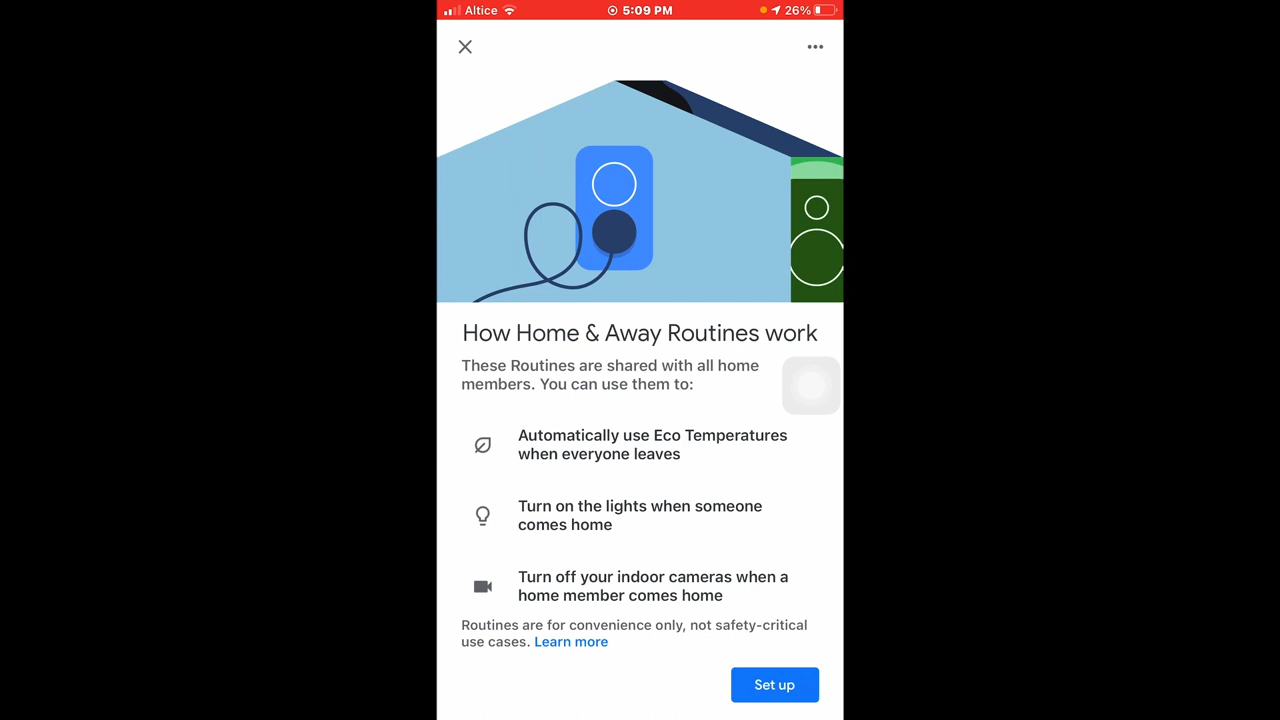 Altice 5:09 PM 26%
How Home & Away Routines work
These Routines are shared with all home
members. You can use them to:
Automatically use Eco Temperatures
when everyone leaves
Turn on the lights when someone
comes home
Turn off your indoor cameras when a
home member comes home
Routines are for convenience only, not safety-critical
use cases. Learn more
Set up